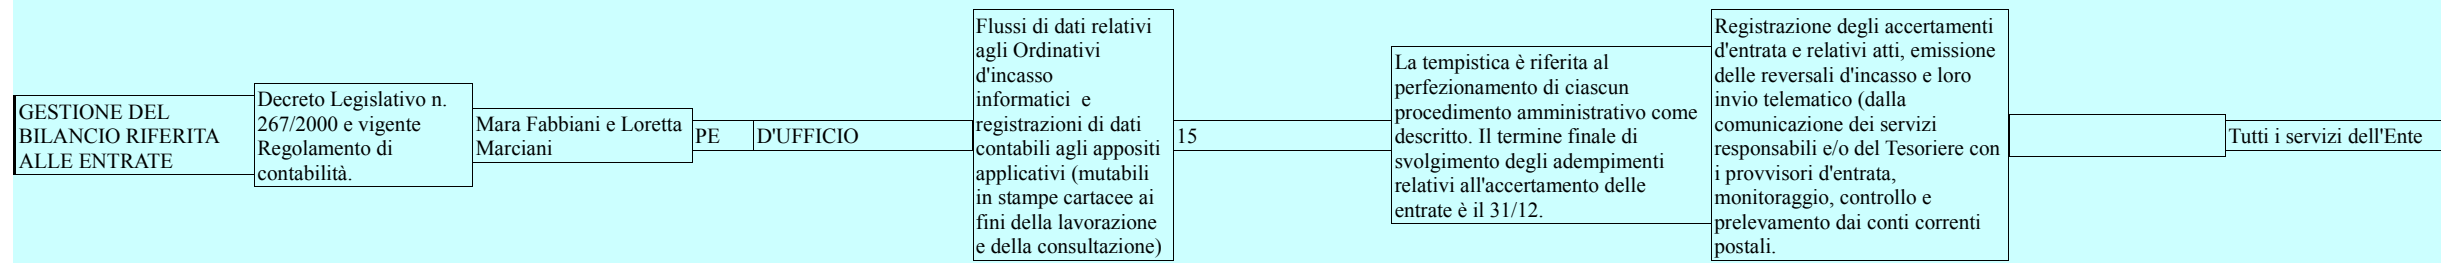 GESTIONE DEL
BILANCIO RIFERITA
ALLE ENTRATE
Decreto Legislativo n.
267/2000 e vigente
Regolamento di
contabilità.
Mara Fabbiani e Loretta
Marciani
PE
D'UFFICIO
Flussi di dati relativi
agli Ordinativi
d'incasso
informatici e
registrazioni di dati
contabili agli appositi
applicativi (mutabili
in stampe cartacee ai
fini della lavorazione
e della consultazione)
15
La tempistica è riferita al
perfezionamento di ciascun
procedimento amministrativo come
descritto. Il termine finale di
svolgimento degli adempimenti
relativi all'accertamento delle
entrate è il 31/12.
Registrazione degli accertamenti
d'entrata e relativi atti, emissione
delle reversali d'incasso e loro
invio telematico (dalla
comunicazione dei servizi
responsabili e/o del Tesoriere con
i provvisori d'entrata,
monitoraggio, controllo e
prelevamento dai conti correnti
postali.
Tutti i servizi dell'Ente